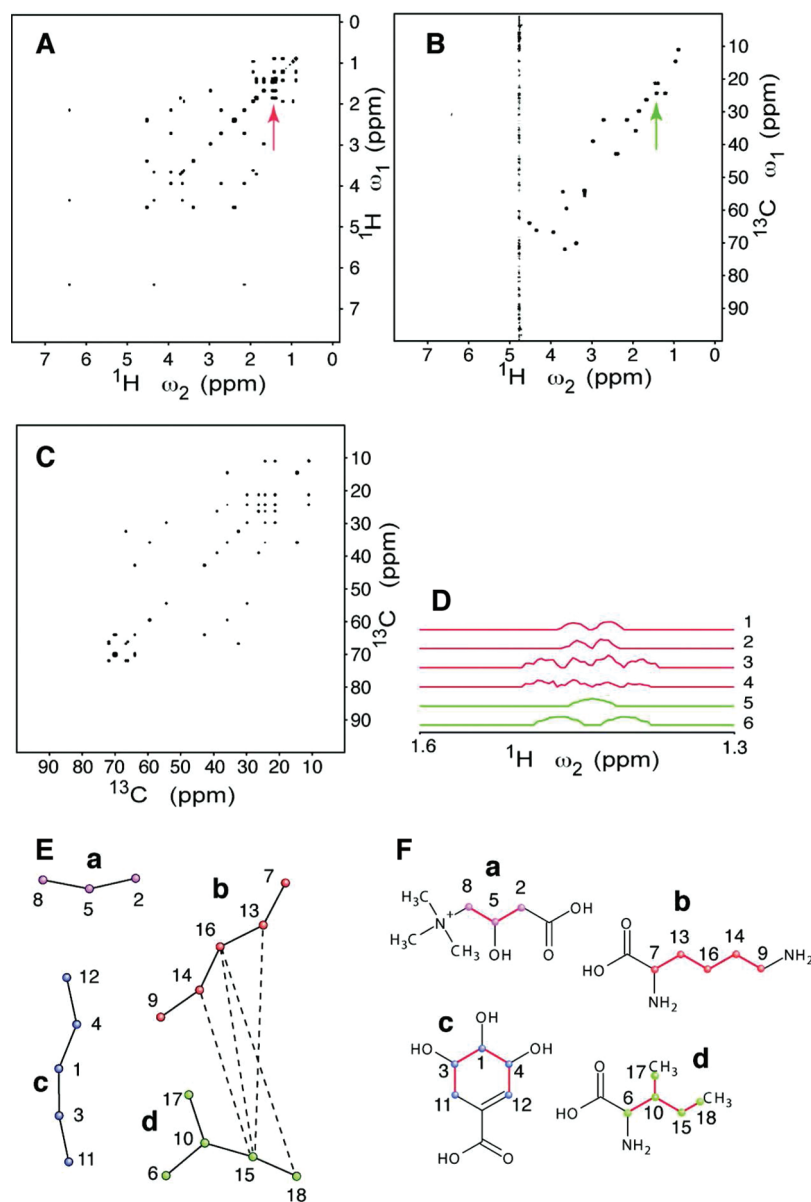 A
0
1
2
3
4
5
6
7
¹H ω₁ (ppm)
7 6 5 4 3 2 1 0
¹H ω₂ (ppm)
B
10
20
30
40
50
60
70
80
90
¹³C ω₁ (ppm)
7 6 5 4 3 2 1 0
¹H ω₂ (ppm)
C
10
20
30
40
50
60
70
80
90
¹³C (ppm)
90 80 70 60 50 40 30 20 10
¹³C (ppm)
D
1
2
3
4
5
6
1.6 1.3
¹H ω₂ (ppm)
E
a
8 5 2
b
7
13
16
14
9
c
12
4
1
3
11
d
17
10
6
15
18
F
a
8 5 2
H₃C
H₃C
N⁺
CH₃
OH
O
OH
b
O
HO
7 13 16 14 9
NH₂
NH₂
c
OH
HO
OH
3 1 4
11 12
HO
O
d
17 CH₃
O
HO
6 10
15
18
CH₃
NH₂